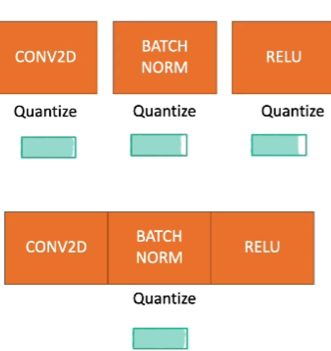 CONV2D
BATCH
NORM
RELU
Quantize
Quantize
Quantize
CONV2D
BATCH
NORM
RELU
Quantize